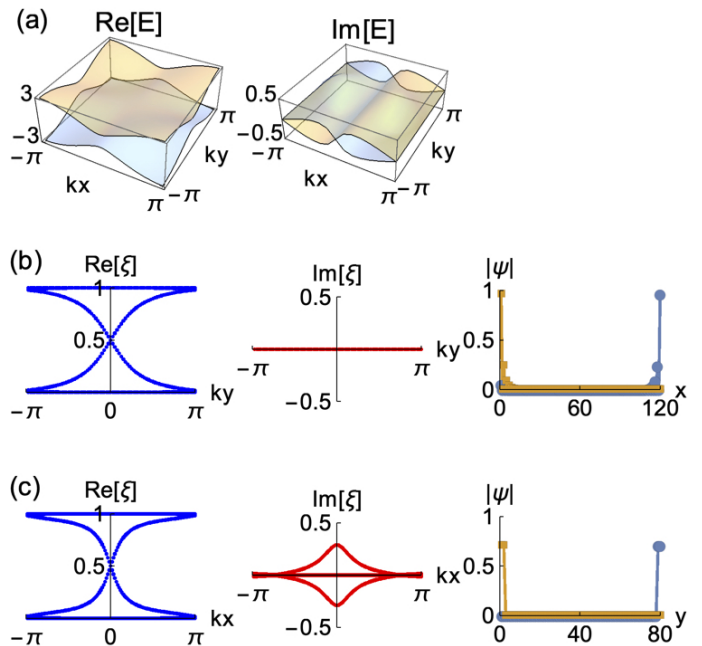 (a) Re[E] Im[E]
3 0.5
−3 π −0.5 π
−π ky −π ky
kx π −π kx π −π
(b) Re[ξ] Im[ξ] |ψ|
1 0.5 1
0.5 ky 0.5
−π π
0 −0.5 0
−π 0 π ky 0 60 120 x
(c) Re[ξ] Im[ξ] |ψ|
1 0.5 1
0.5 kx 0.5
−π π
0 −0.5 0
−π 0 π kx 0 40 80 y